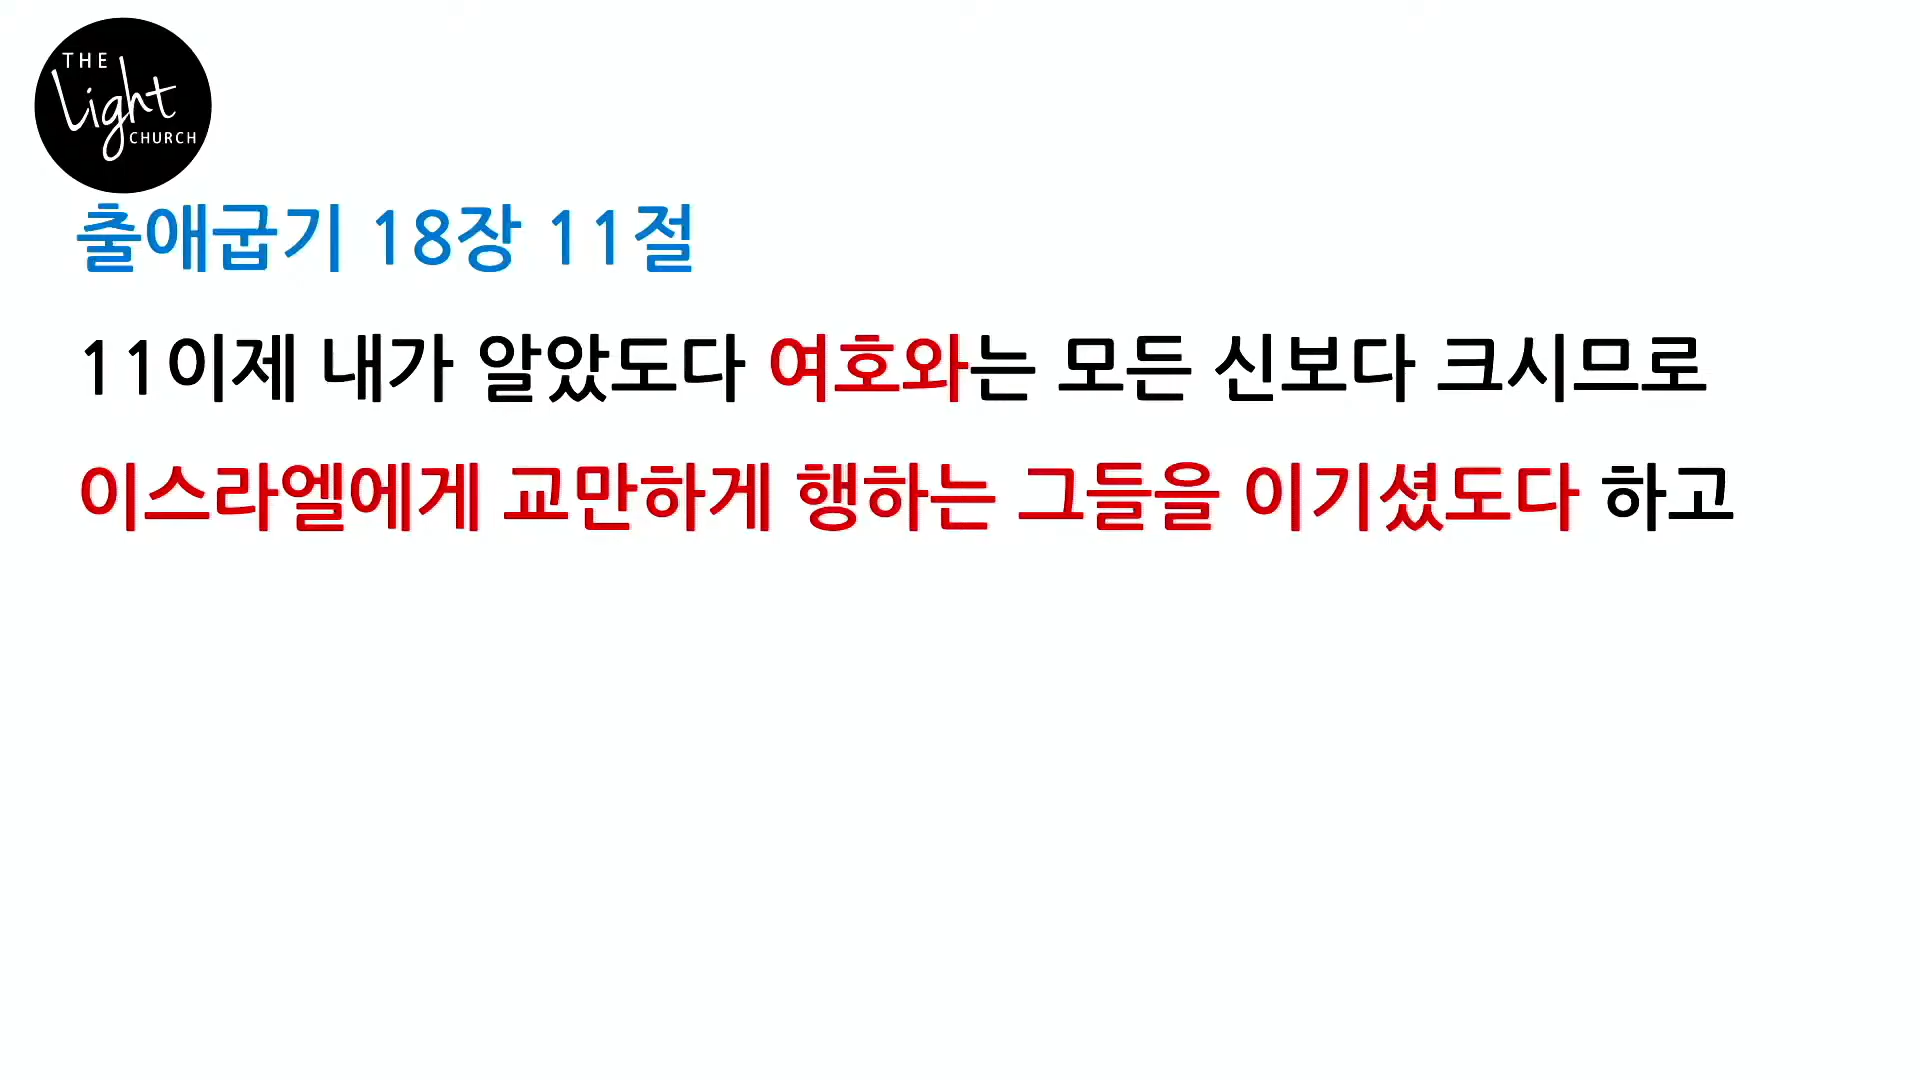 THE
Light
CHURCH
출애굽기 18장 11절
11이제 내가 알았도다 여호와는 모든 신보다 크시므로
이스라엘에게 교만하게 행하는 그들을 이기셨도다 하고